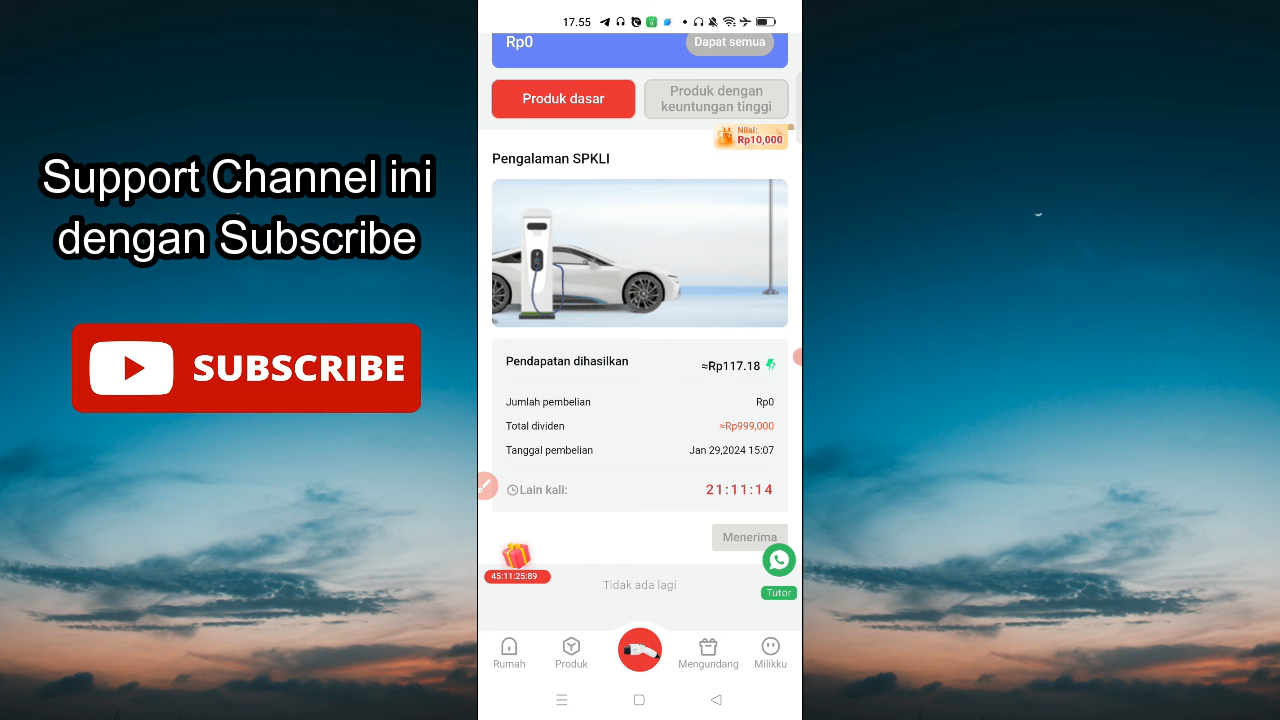 Support Channel ini
dengan Subscribe
SUBSCRIBE
17.55
Rp0
Dapat semua
Produk dasar
Produk dengan
keuntungan tinggi
Nilai:
Rp10,000
Pengalaman SPKLI
Pendapatan dihasilkan ≈Rp117.18
Jumlah pembelian Rp0
Total dividen ≈Rp999,000
Tanggal pembelian Jan 29,2024 15:07
Lain kali: 21:11:14
Menerima
45:11:25:89
Tidak ada lagi
Tutor
Rumah Produk Mengundang Milikku